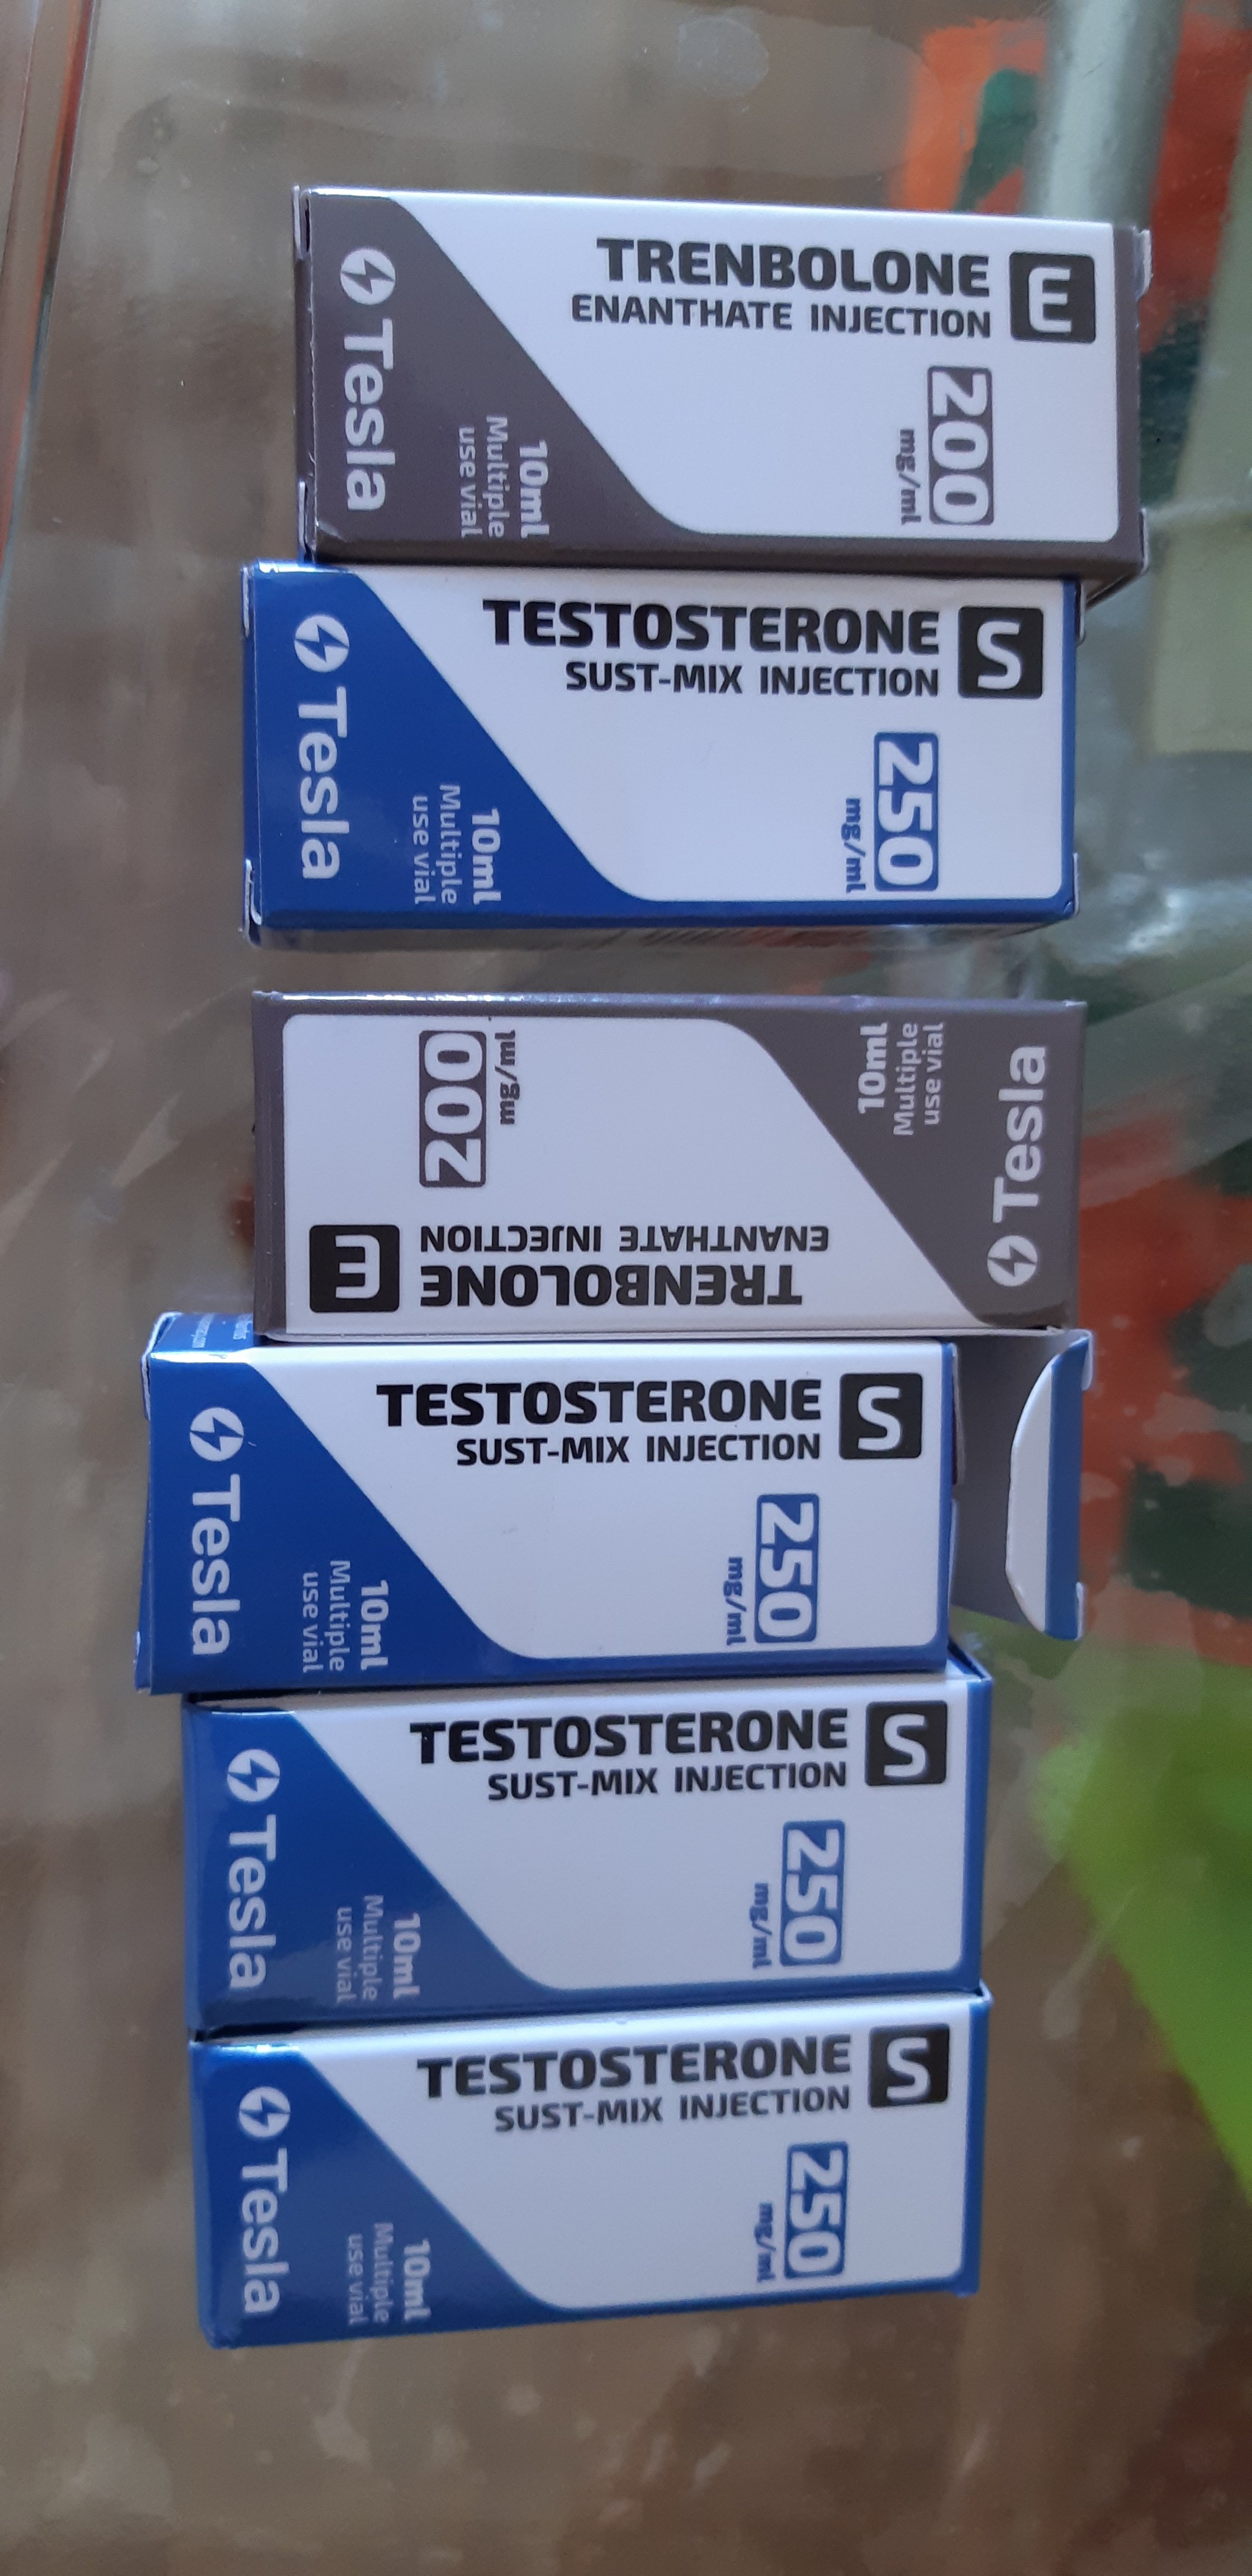 TRENBOLONE
ENANTHATE INJECTION
E
200
mg/ml
10ml
Multiple
use vial
Tesla
TESTOSTERONE
SUST-MIX INJECTION
S
250
mg/ml
10ml
Multiple
use vial
Tesla
TRENBOLONE
ENANTHATE INJECTION
E
200
mg/ml
10ml
Multiple
use vial
Tesla
TESTOSTERONE
SUST-MIX INJECTION
S
250
mg/ml
10ml
Multiple
use vial
Tesla
TESTOSTERONE
SUST-MIX INJECTION
S
250
mg/ml
10ml
Multiple
use vial
Tesla
TESTOSTERONE
SUST-MIX INJECTION
S
250
mg/ml
10ml
Multiple
use vial
Tesla